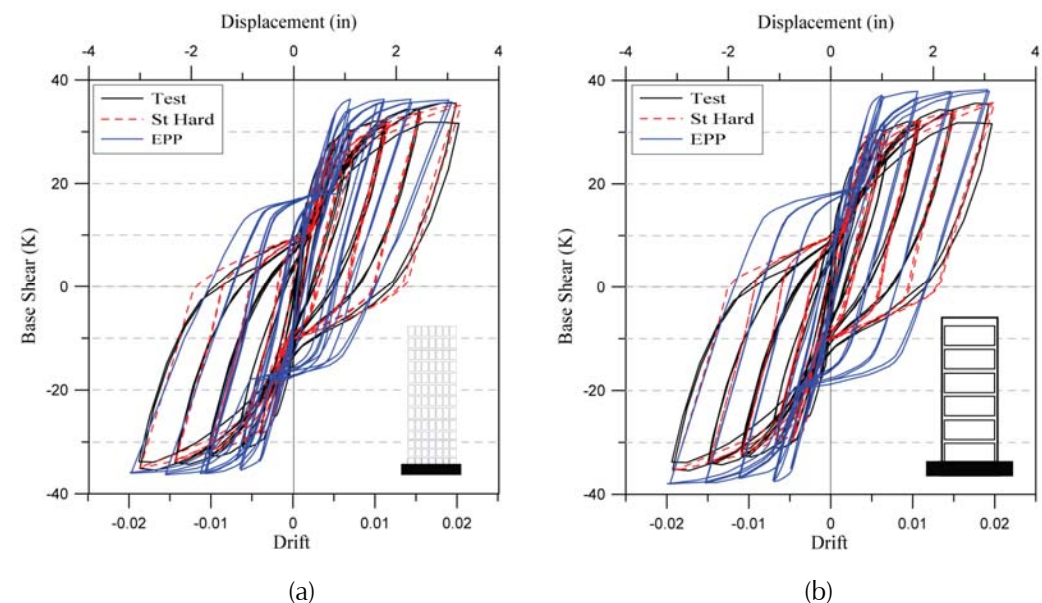 Displacement (in)
-4 -2 0 2 4
40
20
0
-20
-40
Base Shear (K)
Test
St Hard
EPP
-0.02 -0.01 0 0.01 0.02
Drift
(a)
Displacement (in)
-4 -2 0 2 4
40
20
0
-20
-40
Base Shear (K)
Test
St Hard
EPP
-0.02 -0.01 0 0.01 0.02
Drift
(b)